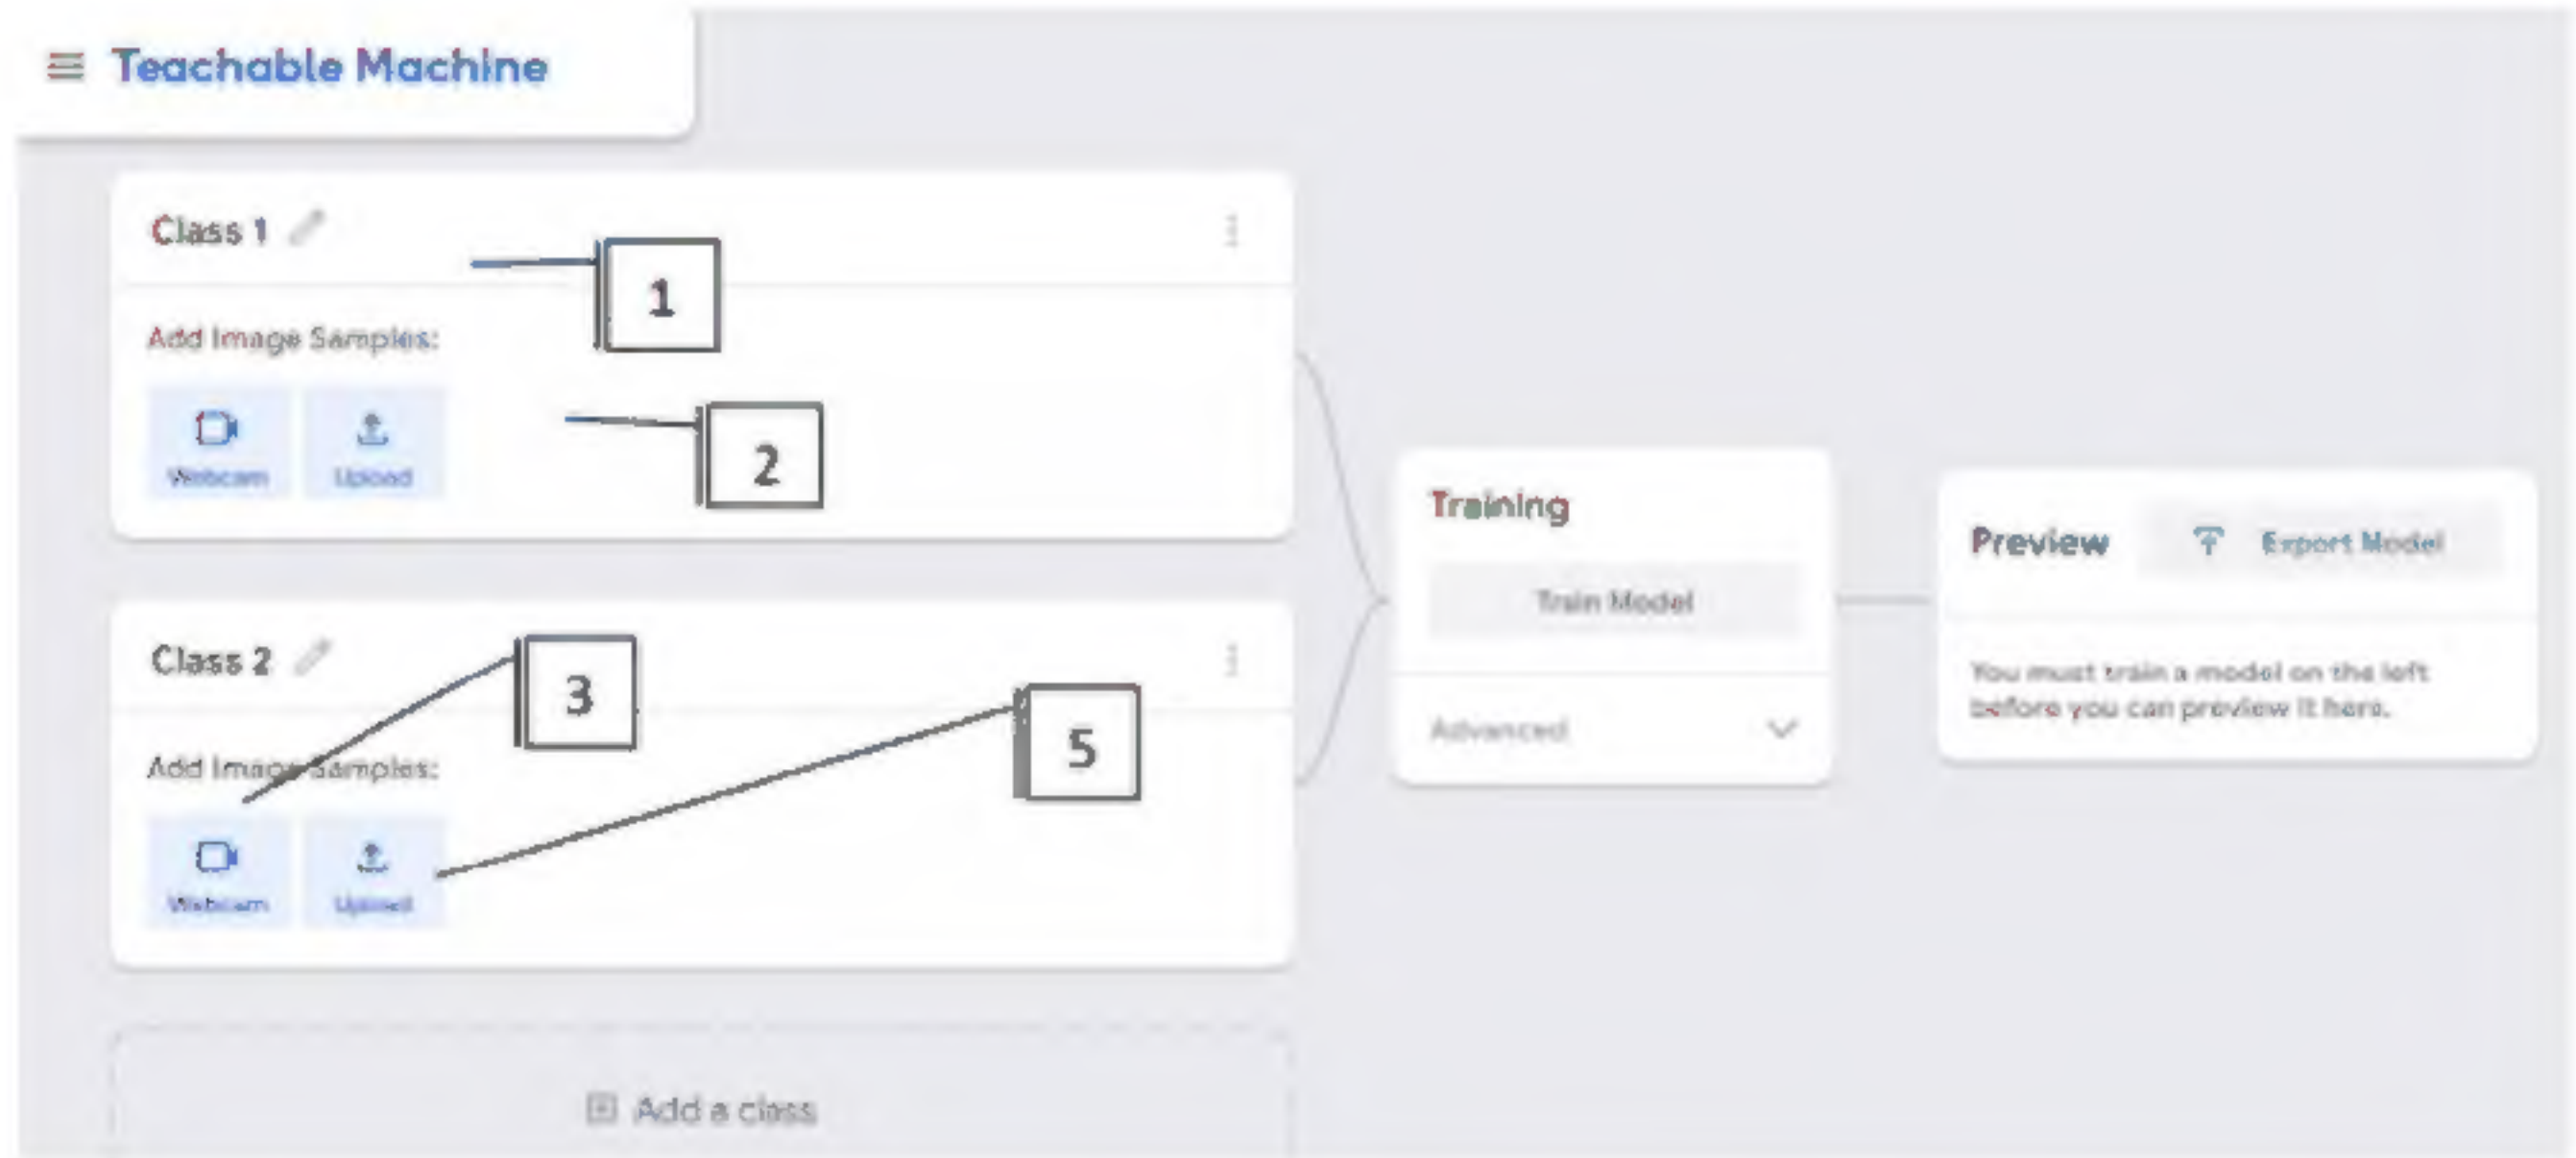 Teachable Machine
Class 1
1
Add Image Samples:
Webcam Upload
2
Class 2
3
5
Add Image Samples:
Webcam Upload
Add a class
Training
Train Model
Advanced
Preview Export Model
You must train a model on the left
before you can preview it here.